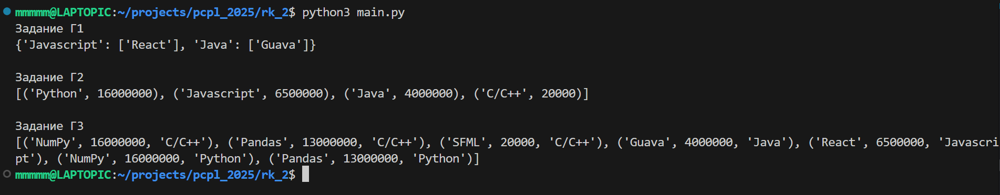 mmmmm@LAPTOPIC:~/projects/pcpl_2025/rk_2$ python3 main.py
Задание Г1
{'Javascript': ['React'], 'Java': ['Guava']}
Задание Г2
[('Python', 16000000), ('Javascript', 6500000), ('Java', 4000000), ('C/C++', 20000)]
Задание Г3
[('NumPy', 16000000, 'C/C++'), ('Pandas', 13000000, 'C/C++'), ('SFML', 20000, 'C/C++'), ('Guava', 4000000, 'Java'), ('React', 6500000, 'Javascri
pt'), ('NumPy', 16000000, 'Python'), ('Pandas', 13000000, 'Python')]
mmmmm@LAPTOPIC:~/projects/pcpl_2025/rk_2$